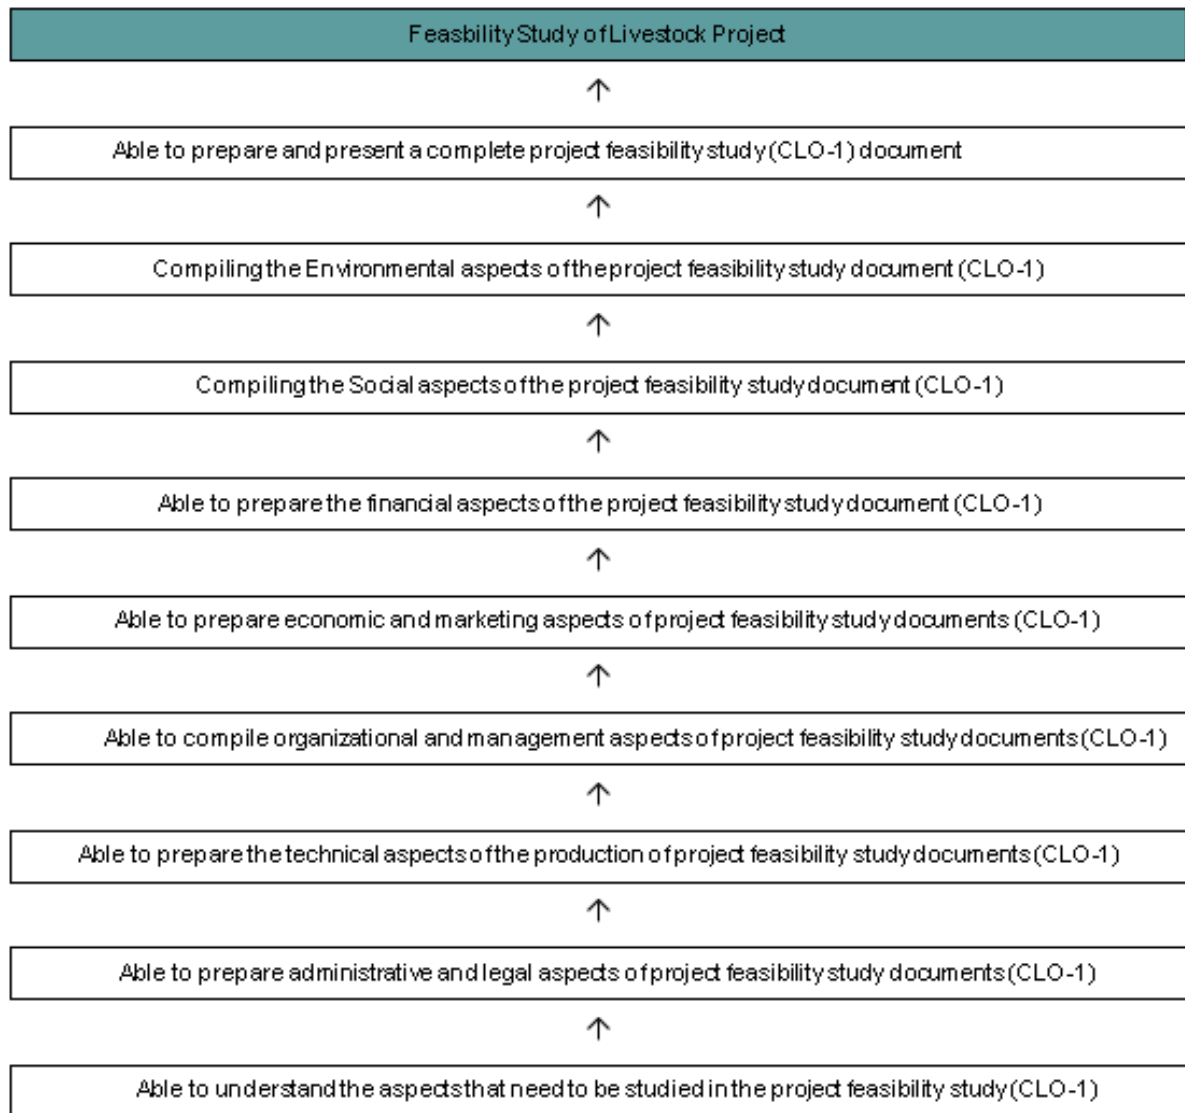 Feasbility Study of Livestock Project
Able to prepare and present a complete project feasibility study (CLO-1) document
Compiling the Environmental aspects of the project feasibility study document (CLO-1)
Compiling the Social aspects of the project feasibility study document (CLO-1)
Able to prepare the financial aspects of the project feasibility study document (CLO-1)
Able to prepare economic and marketing aspects of project feasibility study documents (CLO-1)
Able to compile organizational and management aspects of project feasibility study documents (CLO-1)
Able to prepare the technical aspects of the production of project feasibility study documents (CLO-1)
Able to prepare administrative and legal aspects of project feasibility study documents (CLO-1)
Able to understand the aspects that need to be studied in the project feasibility study (CLO-1)